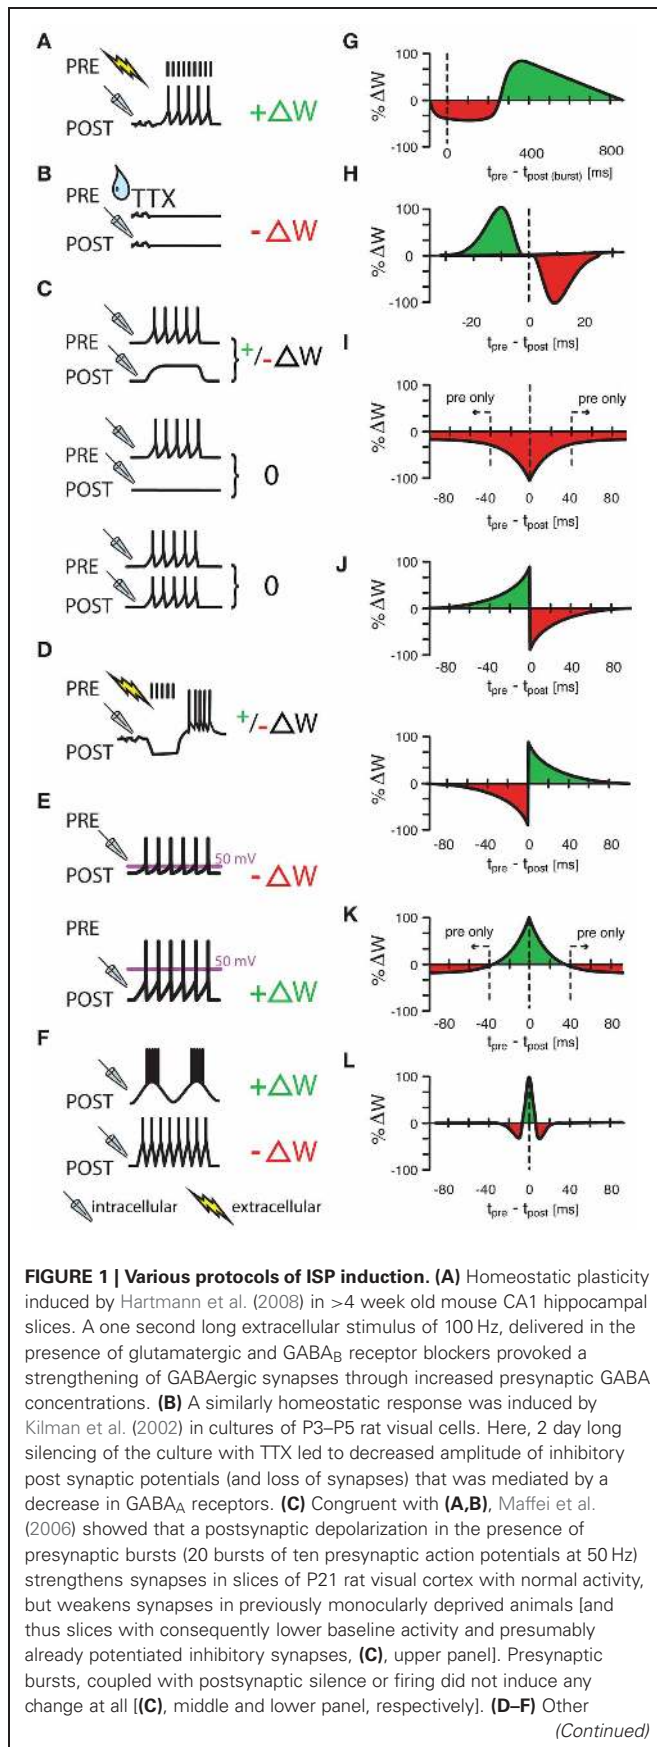 A
PRE
POST
+ΔW
B
PRE
TTX
POST
- ΔW
C
PRE
POST
+/- ΔW
PRE
POST
0
PRE
POST
0
D
PRE
POST
+/- ΔW
E
PRE
POST
50 mV
- ΔW
PRE
POST
50 mV
+ΔW
F
POST
+ΔW
POST
- ΔW
intracellular
extracellular
G
% ΔW
100
0
-100
0 400 800
tpre - tpost (burst) [ms]
H
% ΔW
100
0
-100
-20 0 20
tpre - tpost [ms]
I
pre only pre only
% ΔW
100
0
-100
-80 -40 0 40 80
tpre - tpost [ms]
J
% ΔW
100
0
-100
-80 -40 0 40 80
tpre - tpost [ms]
% ΔW
100
0
-100
-80 -40 0 40 80
tpre - tpost [ms]
K
pre only pre only
% ΔW
100
0
-100
-80 -40 0 40 80
tpre - tpost [ms]
L
% ΔW
100
0
-100
-80 -40 0 40 80
tpre - tpost [ms]
FIGURE 1 | Various protocols of ISP induction. (A) Homeostatic plasticity
induced by Hartmann et al. (2008) in >4 week old mouse CA1 hippocampal
slices. A one second long extracellular stimulus of 100 Hz, delivered in the
presence of glutamatergic and GABAB receptor blockers provoked a
strengthening of GABAergic synapses through increased presynaptic GABA
concentrations. (B) A similarly homeostatic response was induced by
Kilman et al. (2002) in cultures of P3–P5 rat visual cells. Here, 2 day long
silencing of the culture with TTX led to decreased amplitude of inhibitory
post synaptic potentials (and loss of synapses) that was mediated by a
decrease in GABAA receptors. (C) Congruent with (A,B), Maffei et al.
(2006) showed that a postsynaptic depolarization in the presence of
presynaptic bursts (20 bursts of ten presynaptic action potentials at 50 Hz)
strengthens synapses in slices of P21 rat visual cortex with normal activity,
but weakens synapses in previously monocularly deprived animals [and
thus slices with consequently lower baseline activity and presumably
already potentiated inhibitory synapses, (C), upper panel]. Presynaptic
bursts, coupled with postsynaptic silence or firing did not induce any
change at all [(C), middle and lower panel, respectively]. (D–F) Other
(Continued)